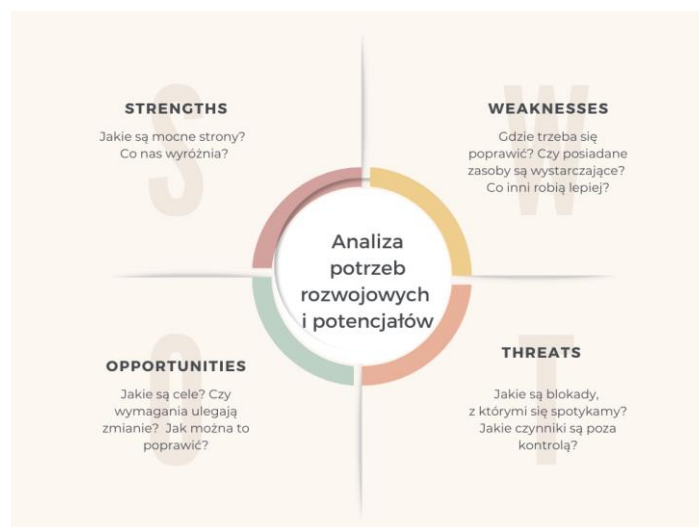 S
STRENGTHS
Jakie są mocne strony?
Co nas wyróżnia?
W
WEAKNESSES
Gdzie trzeba się
poprawić? Czy posiadane
zasoby są wystarczające?
Co inni robią lepiej?
Analiza
potrzeb
rozwojowych
i potencjałów
O
OPPORTUNITIES
Jakie są cele? Czy
wymagania ulegają
zmianie? Jak można to
poprawić?
T
THREATS
Jakie są blokady,
z którymi się spotykamy?
Jakie czynniki są poza
kontrolą?